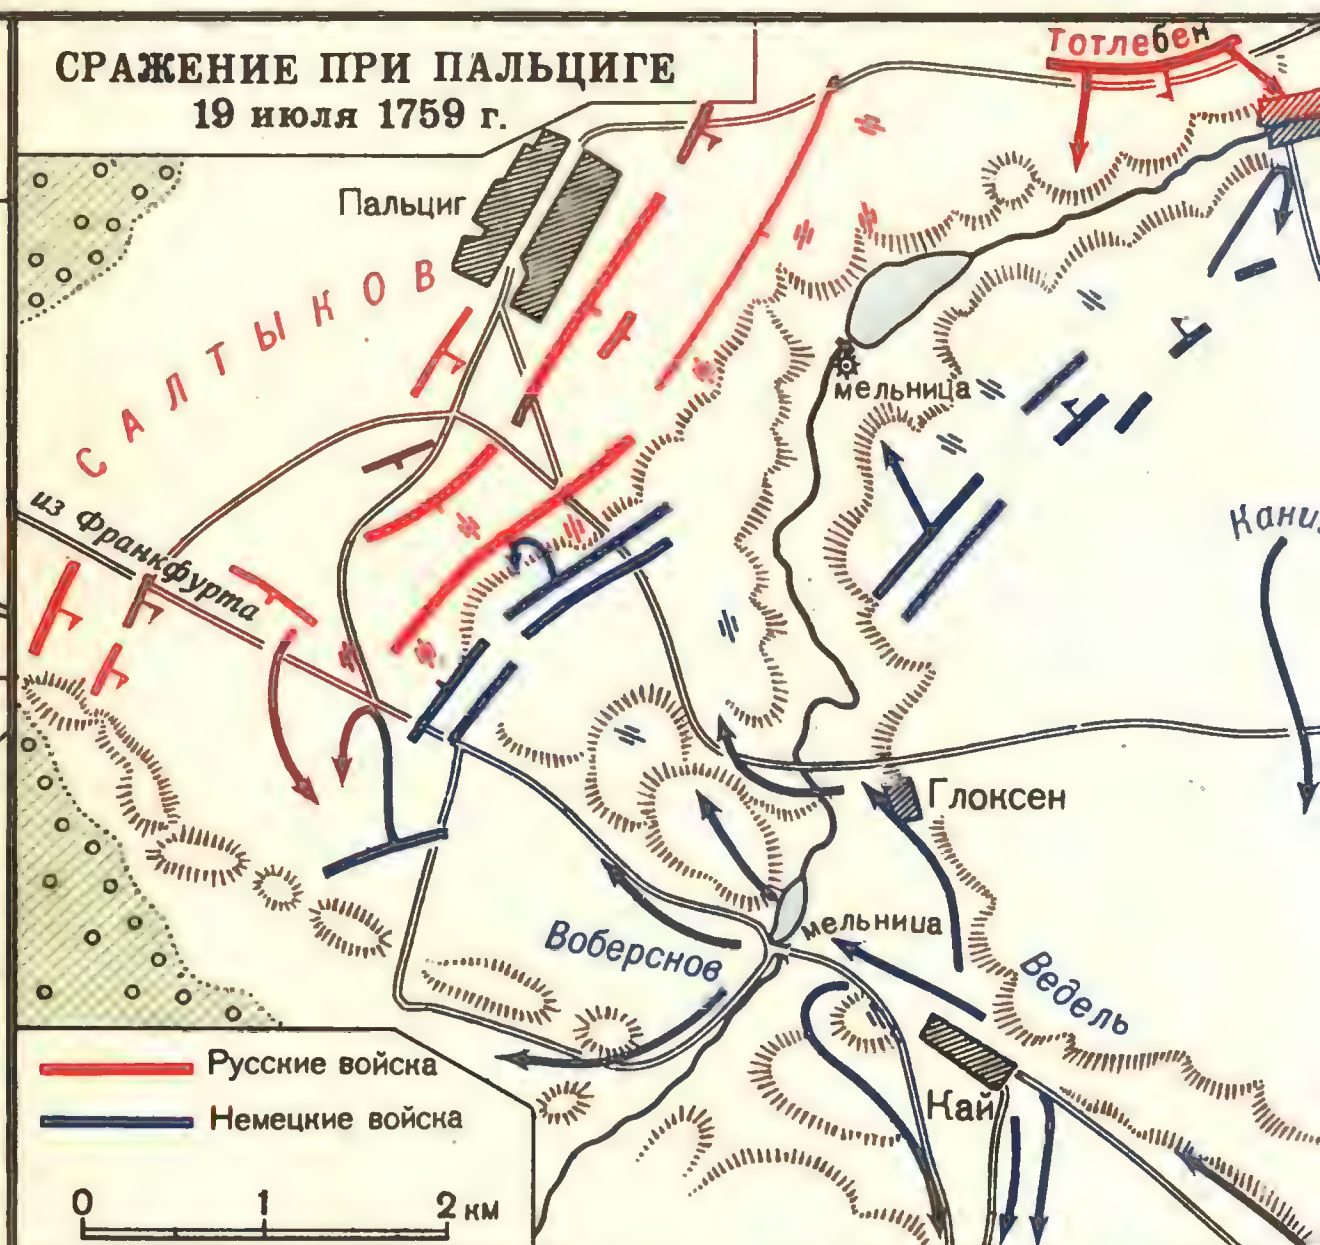 СРАЖЕНИЕ ПРИ ПАЛЬЦИГЕ
19 июля 1759 г.
Тотлебен
Пальциг
САЛТЫКОВ
мельница
из Франкфурта
Глоксен
мельница
Воберснов
Ведель
Кай
Русские войска
Немецкие войска
0 1 2 км